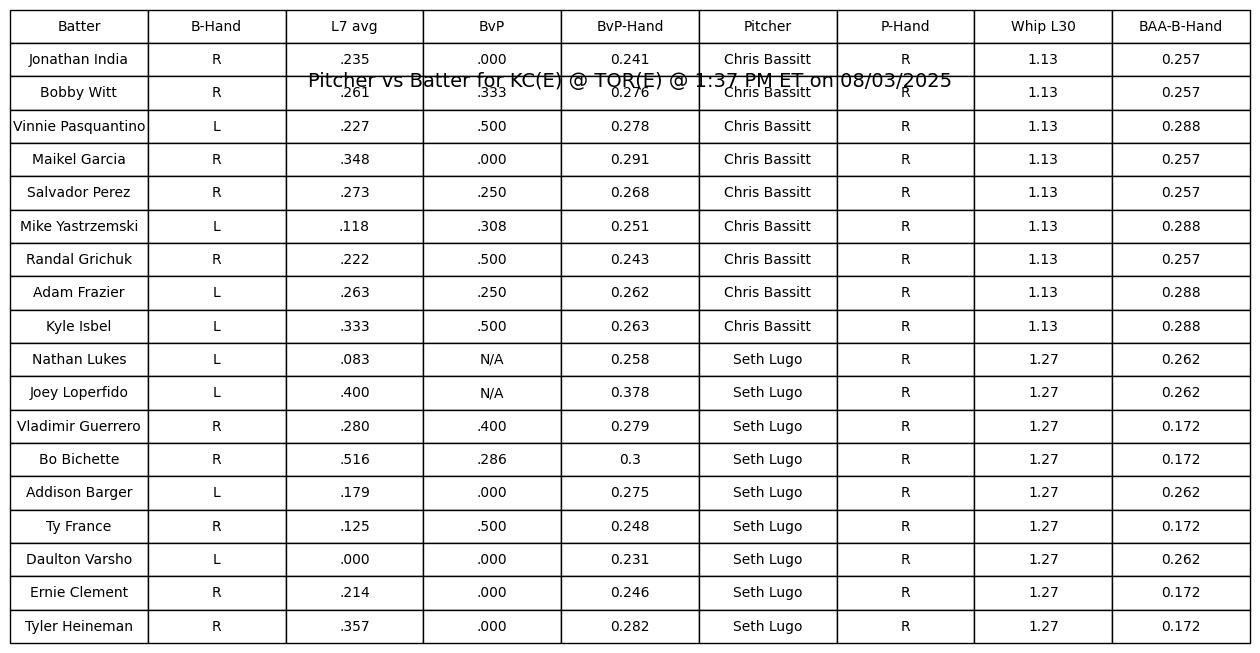 Batter B-Hand L7 avg BvP BvP-Hand Pitcher P-Hand Whip L30 BAA-B-Hand
Jonathan India R .235 .000 0.241 Chris Bassitt R 1.13 0.257
Pitcher vs Batter for KC(E) @ TOR(E) @ 1:37 PM ET on 08/03/2025
Bobby Witt R .261 .333 0.276 Chris Bassitt R 1.13 0.257
Vinnie Pasquantino L .227 .500 0.278 Chris Bassitt R 1.13 0.288
Maikel Garcia R .348 .000 0.291 Chris Bassitt R 1.13 0.257
Salvador Perez R .273 .250 0.268 Chris Bassitt R 1.13 0.257
Mike Yastrzemski L .118 .308 0.251 Chris Bassitt R 1.13 0.288
Randal Grichuk R .222 .500 0.243 Chris Bassitt R 1.13 0.257
Adam Frazier L .263 .250 0.262 Chris Bassitt R 1.13 0.288
Kyle Isbel L .333 .500 0.263 Chris Bassitt R 1.13 0.288
Nathan Lukes L .083 N/A 0.258 Seth Lugo R 1.27 0.262
Joey Loperfido L .400 N/A 0.378 Seth Lugo R 1.27 0.262
Vladimir Guerrero R .280 .400 0.279 Seth Lugo R 1.27 0.172
Bo Bichette R .516 .286 0.3 Seth Lugo R 1.27 0.172
Addison Barger L .179 .000 0.275 Seth Lugo R 1.27 0.262
Ty France R .125 .500 0.248 Seth Lugo R 1.27 0.172
Daulton Varsho L .000 .000 0.231 Seth Lugo R 1.27 0.262
Ernie Clement R .214 .000 0.246 Seth Lugo R 1.27 0.172
Tyler Heineman R .357 .000 0.282 Seth Lugo R 1.27 0.172